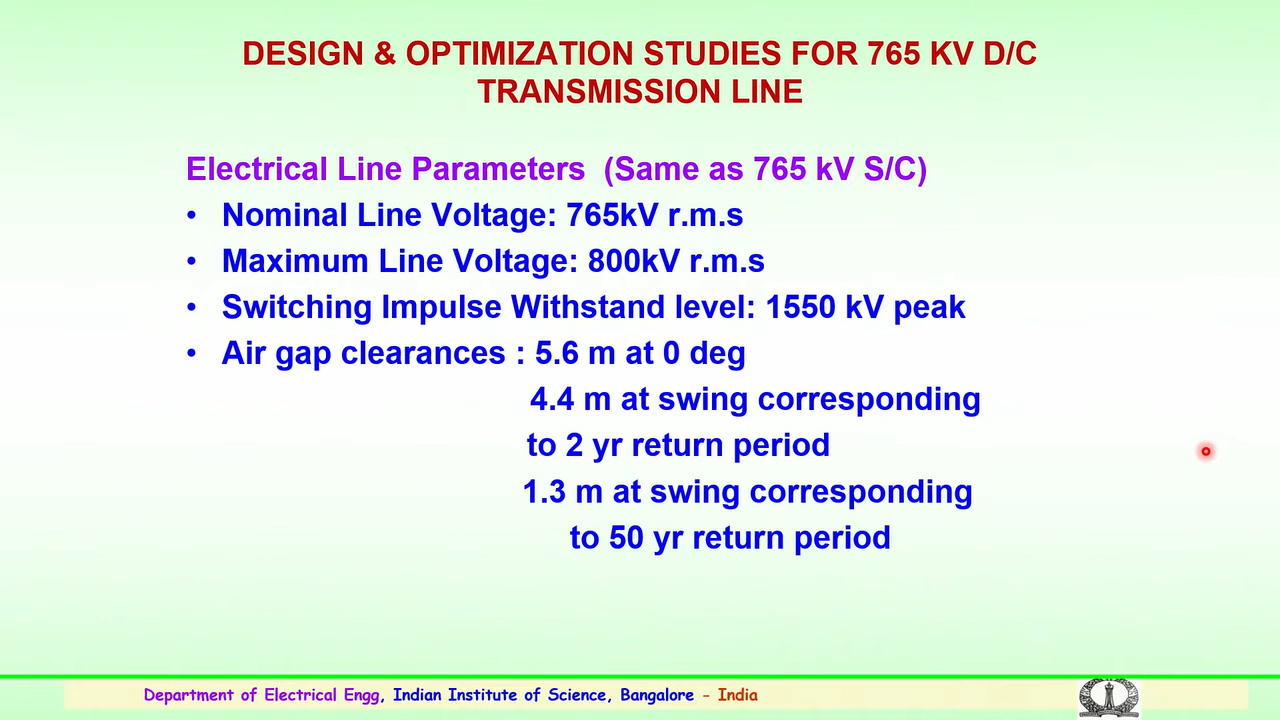 DESIGN & OPTIMIZATION STUDIES FOR 765 KV D/C
TRANSMISSION LINE
Electrical Line Parameters (Same as 765 kV S/C)
• Nominal Line Voltage: 765kV r.m.s
• Maximum Line Voltage: 800kV r.m.s
• Switching Impulse Withstand level: 1550 kV peak
• Air gap clearances : 5.6 m at 0 deg
4.4 m at swing corresponding
to 2 yr return period
1.3 m at swing corresponding
to 50 yr return period
Department of Electrical Engg, Indian Institute of Science, Bangalore - India